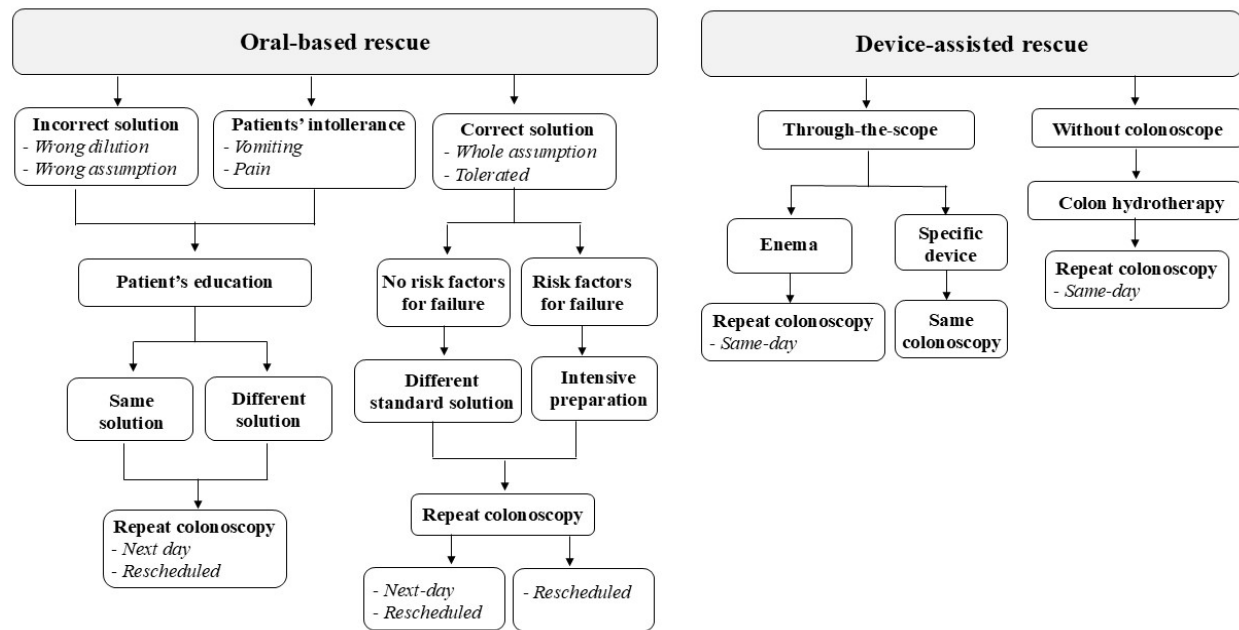 Oral-based rescue
Incorrect solution
- Wrong dilution
- Wrong assumption
Patients' intollerance
- Vomiting
- Pain
Correct solution
- Whole assumption
- Tolerated
Patient's education
No risk factors
for failure
Risk factors
for failure
Same
solution
Different
solution
Different
standard solution
Intensive
preparation
Repeat colonoscopy
- Next day
- Rescheduled
Repeat colonoscopy
- Next-day
- Rescheduled
- Rescheduled
Device-assisted rescue
Through-the-scope
Without colonoscope
Enema
Specific
device
Colon hydrotherapy
Repeat colonoscopy
- Same-day
Same
colonoscopy
Repeat colonoscopy
- Same-day